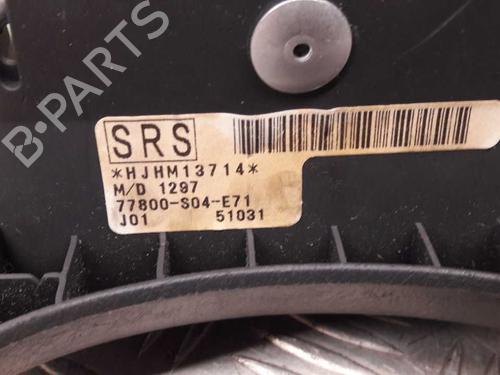 B-PARTS
SRS
*HJHM13714*
M/D 1297
77800-S04-E71
J01 51031